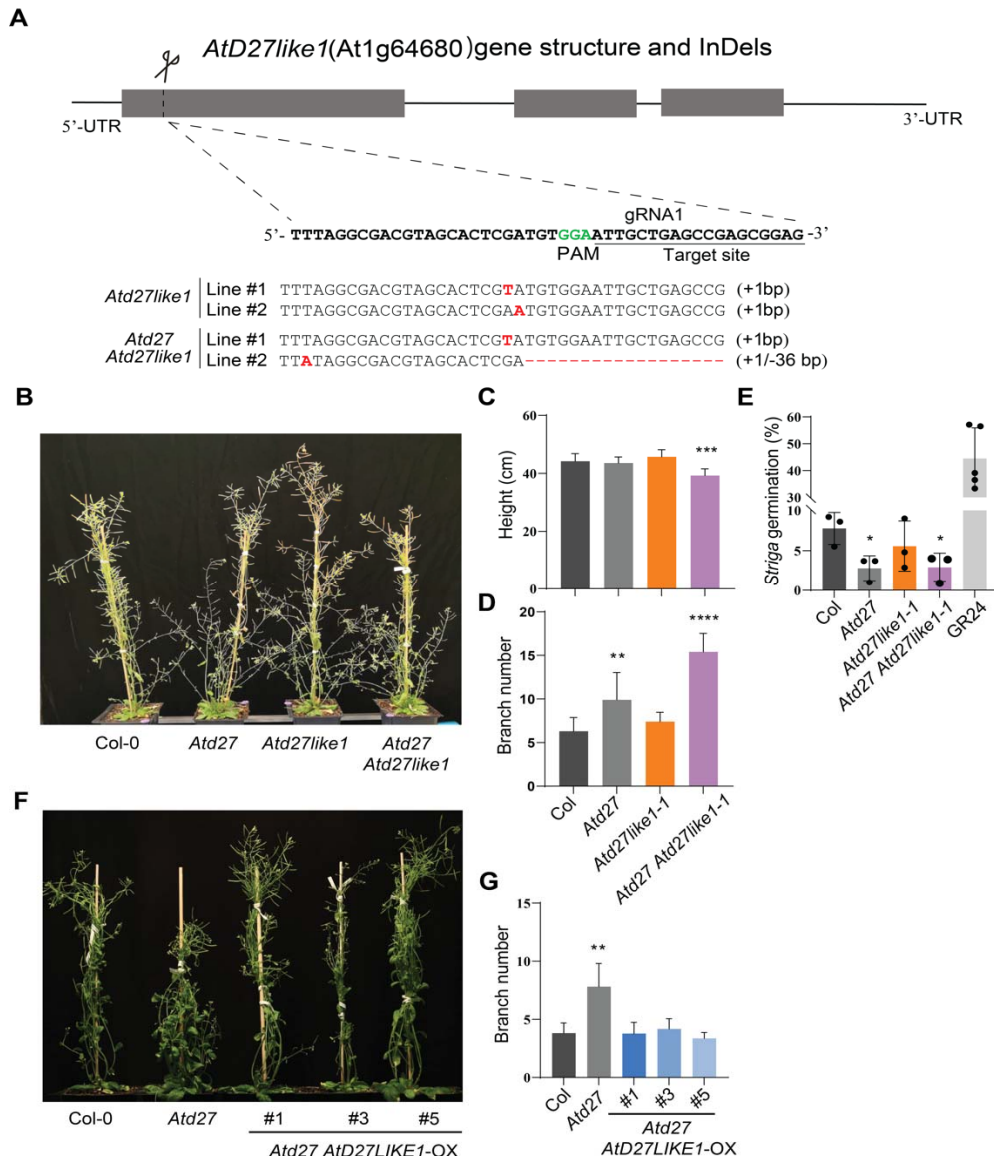 A
AtD27like1(At1g64680)gene structure and InDels
5’-UTR
3’-UTR
gRNA1
5’- TTTAGGCGACGTAGCACTCGATGTGGAATTGCTGAGCCGAGCGGAG -3’
PAM
Target site
Atd27like1
Line #1 TTTAGGCGACGTAGCACTCGTATGTGGAATTGCTGAGCCG (+1bp)
Line #2 TTTAGGCGACGTAGCACTCGAATGTGGAATTGCTGAGCCG (+1bp)
Atd27
Atd27like1
Line #1 TTTAGGCGACGTAGCACTCGTATGTGGAATTGCTGAGCCG (+1bp)
Line #2 TTATAGGCGACGTAGCACTCGA------------------- (+1/-36 bp)
B
Col-0
Atd27
Atd27like1
Atd27
Atd27like1
C
Height (cm)
60
40
20
0
***
D
Branch number
20
15
10
5
0
**
****
Col
Atd27
Atd27like1-1
Atd27 Atd27like1-1
E
Striga germination (%)
60
50
40
30
10
5
0
*
*
Col
Atd27
Atd27like1-1
Atd27 Atd27like1-1
GR24
F
Col-0
Atd27
#1
#3
#5
Atd27 AtD27LIKE1-OX
G
Branch number
15
10
5
0
**
Col
Atd27
#1
#3
#5
Atd27
AtD27LIKE1-OX